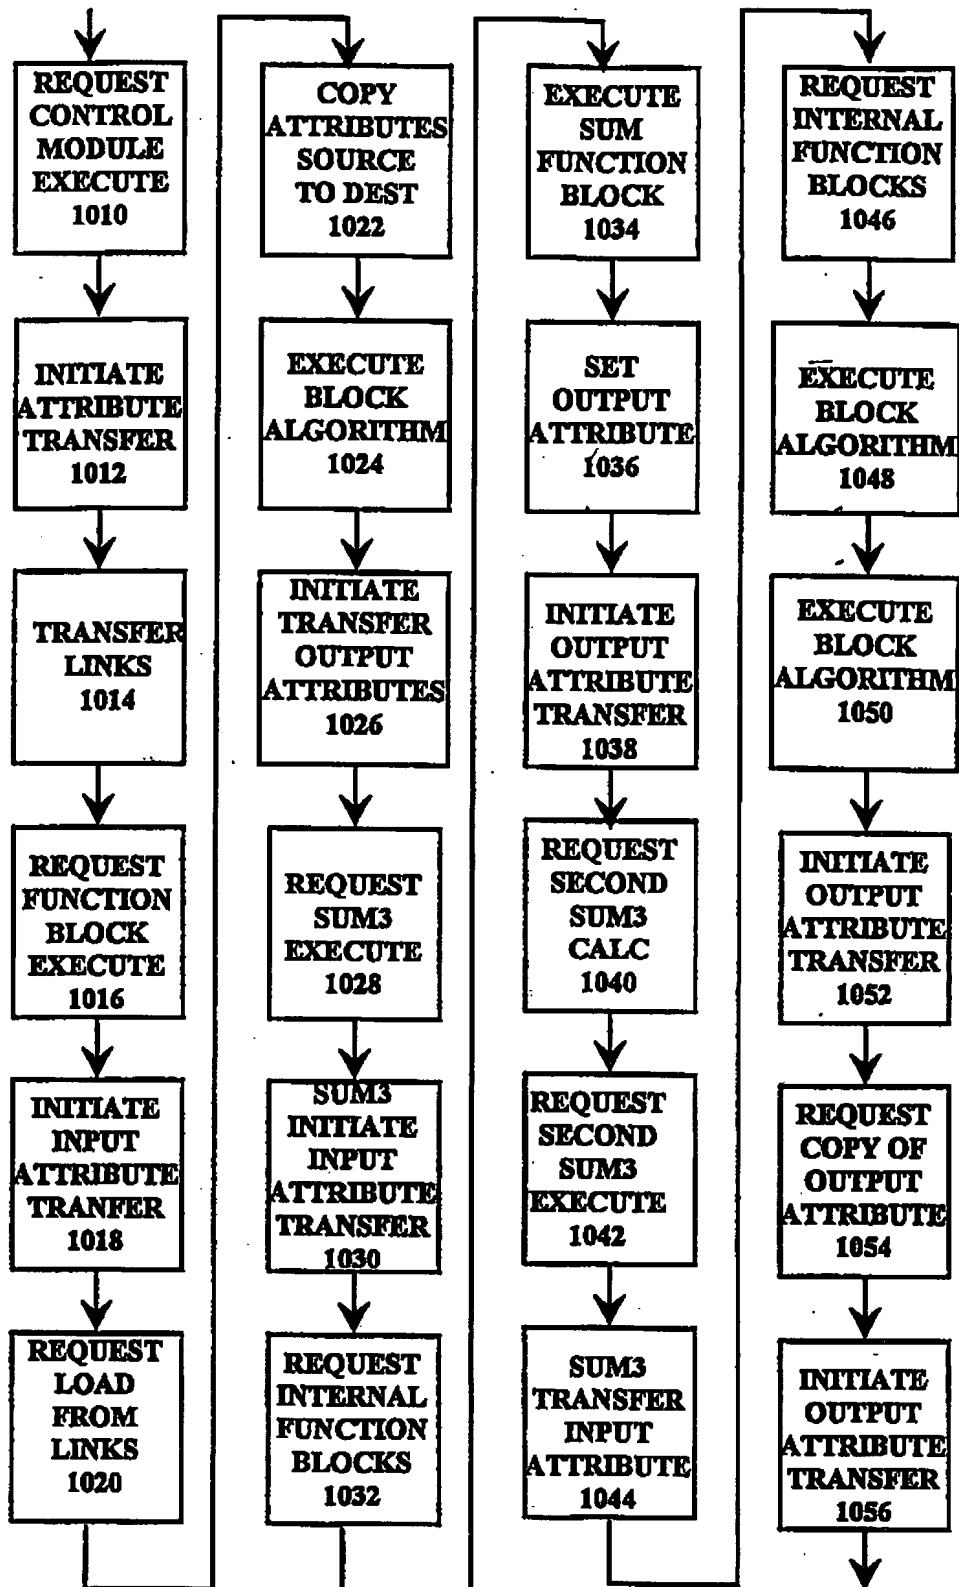 REQUEST
CONTROL
MODULE
EXECUTE
1010
INITIATE
ATTRIBUTE
TRANSFER
1012
TRANSFER
LINKS
1014
REQUEST
FUNCTION
BLOCK
EXECUTE
1016
INITIATE
INPUT
ATTRIBUTE
TRANFER
1018
REQUEST
LOAD
FROM
LINKS
1020
COPY
ATTRIBUTES
SOURCE
TO DEST
1022
EXECUTE
BLOCK
ALGORITHM
1024
INITIATE
TRANSFER
OUTPUT
ATTRIBUTES
1026
REQUEST
SUM3
EXECUTE
1028
SUM3
INITIATE
INPUT
ATTRIBUTE
TRANSFER
1030
REQUEST
INTERNAL
FUNCTION
BLOCKS
1032
EXECUTE
SUM
FUNCTION
BLOCK
1034
SET
OUTPUT
ATTRIBUTE
1036
INITIATE
OUTPUT
ATTRIBUTE
TRANSFER
1038
REQUEST
SECOND
SUM3
CALC
1040
REQUEST
SECOND
SUM3
EXECUTE
1042
SUM3
TRANSFER
INPUT
ATTRIBUTE
1044
REQUEST
INTERNAL
FUNCTION
BLOCKS
1046
EXECUTE
BLOCK
ALGORITHM
1048
EXECUTE
BLOCK
ALGORITHM
1050
INITIATE
OUTPUT
ATTRIBUTE
TRANSFER
1052
REQUEST
COPY OF
OUTPUT
ATTRIBUTE
1054
INITIATE
OUTPUT
ATTRIBUTE
TRANSFER
1056